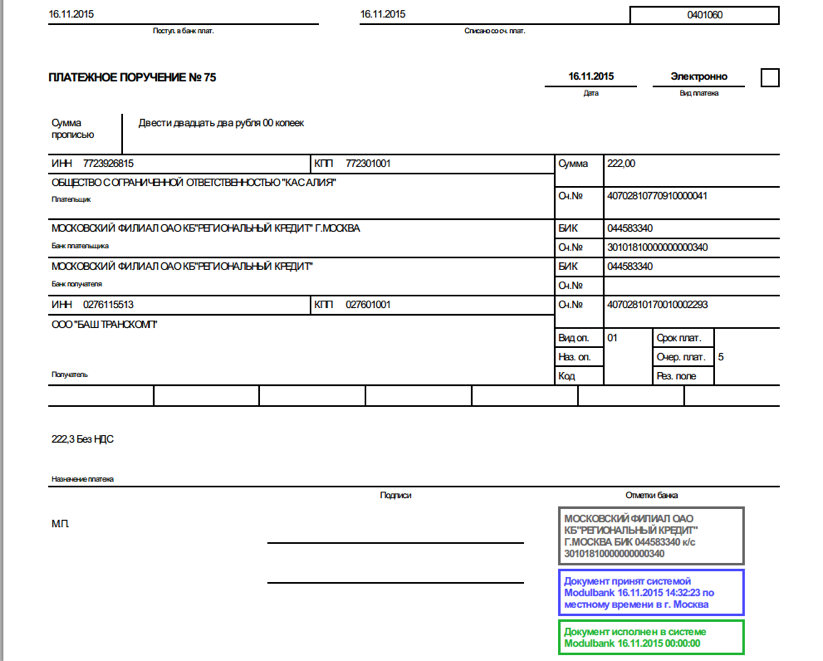 16.11.2015 16.11.2015 0401060
Поступ. в банк плат. Списано со сч. плат.
ПЛАТЕЖНОЕ ПОРУЧЕНИЕ № 75 16.11.2015 Электронно
Дата Вид платежа
Сумма прописью Двести двадцать два рубля 00 копеек
ИНН 7723926815 КПП 772301001 Сумма 222,00
ОБЩЕСТВО С ОГРАНИЧЕННОЙ ОТВЕТСТВЕННОСТЬЮ "КАСАЛИЯ"
Плательщик Сч.№ 40702810770910000041
МОСКОВСКИЙ ФИЛИАЛ ОАО КБ"РЕГИОНАЛЬНЫЙ КРЕДИТ" Г.МОСКВА БИК 044583340
Банк плательщика Сч.№ 30101810000000000340
МОСКОВСКИЙ ФИЛИАЛ ОАО КБ"РЕГИОНАЛЬНЫЙ КРЕДИТ" БИК 044583340
Банк получателя Сч.№
ИНН 0276115513 КПП 027601001 Сч.№ 40702810170010002293
ООО "БАШТРАНСКОМП"
Вид оп. 01 Срок плат.
Наз. оп. Очер. плат. 5
Получатель Код Рез. поле
222,3 Без НДС
Назначение платежа
Подписи Отметки банка
М.П.
МОСКОВСКИЙ ФИЛИАЛ ОАО
КБ"РЕГИОНАЛЬНЫЙ КРЕДИТ"
Г.МОСКВА БИК 044583340 к/с
30101810000000000340
Документ принят системой
Modulbank 16.11.2015 14:32:23 по
местному времени в г. Москва
Документ исполнен в системе
Modulbank 16.11.2015 00:00:00